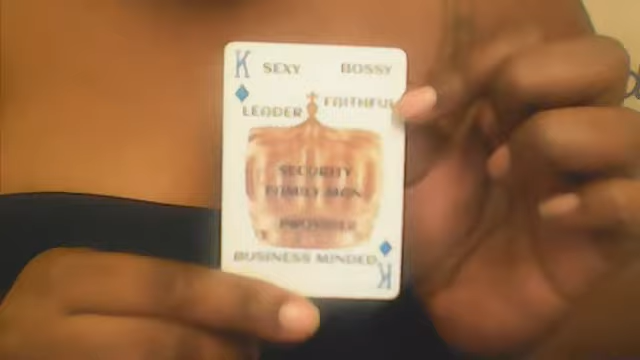 K SEXY BOSSY
LEADER FAITHFUL
SECURITY
FAMILY MAN
PROVIDER
BUSINESS MINDED
K